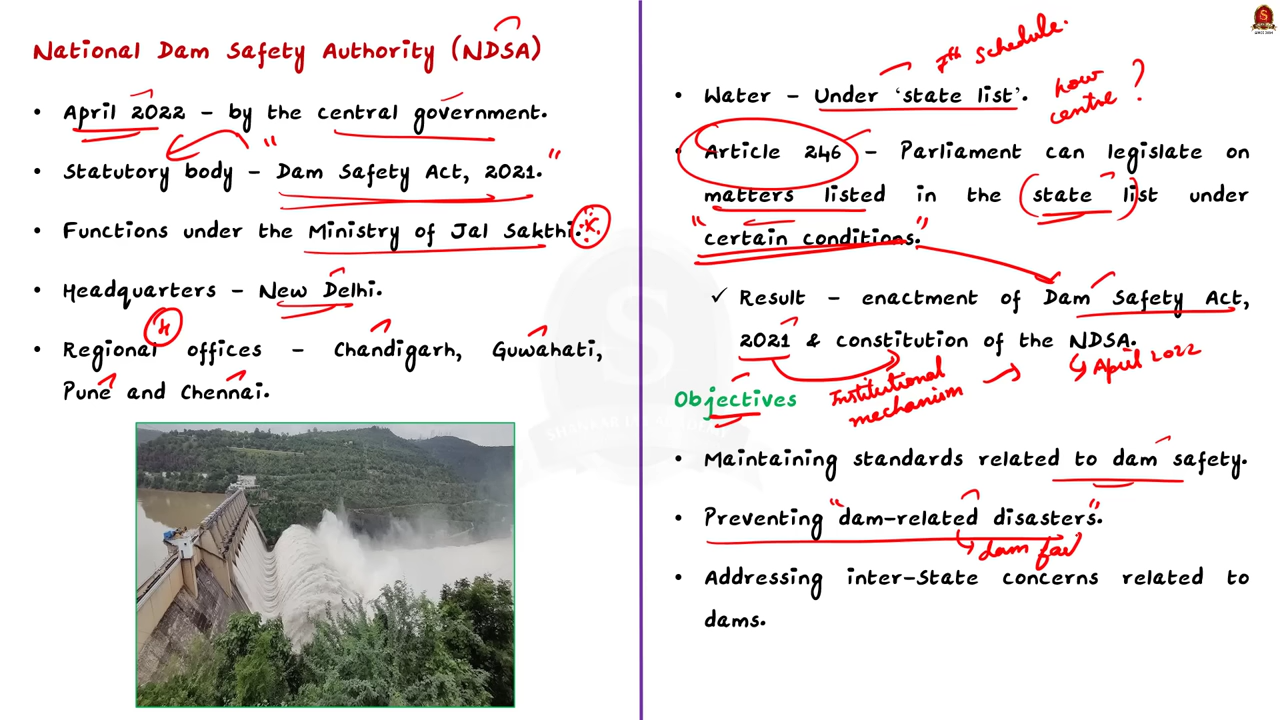 National Dam Safety Authority (NDSA)
• April 2022 – by the central government.
• Statutory body – "Dam Safety Act, 2021."
• Functions under the Ministry of Jal Sakthi.
• Headquarters – New Delhi.
4
• Regional offices – Chandigarh, Guwahati,
Pune and Chennai.
7th Schedule.
• Water – Under 'state list'.
how
centre ?
• Article 246 – Parliament can legislate on
matters listed in the (state list) under
"certain conditions."
✓ Result – enactment of Dam Safety Act,
2021 & constitution of the NDSA.
April 2022
Institutional
mechanism
Objectives
• Maintaining standards related to dam safety.
• Preventing "dam-related disasters".
dam fail
• Addressing inter-State concerns related to
dams.